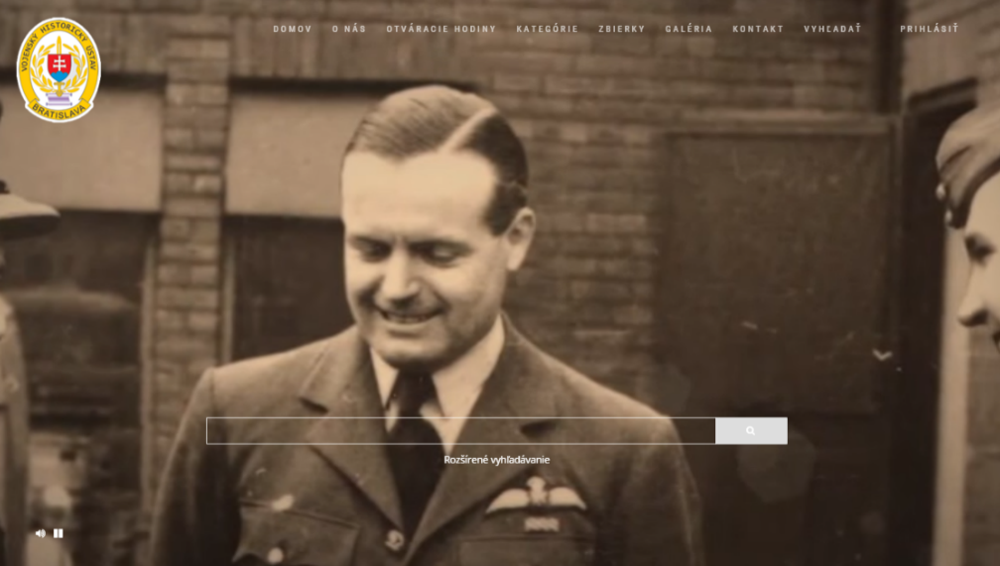 VOJENSKÝ HISTORICKÝ ÚSTAV
BRATISLAVA
DOMOV O NÁS OTVÁRACIE HODINY KATEGÓRIE ZBIERKY GALÉRIA KONTAKT VYHĽADAŤ PRIHLÁSIŤ
Rozšírené vyhľadávanie